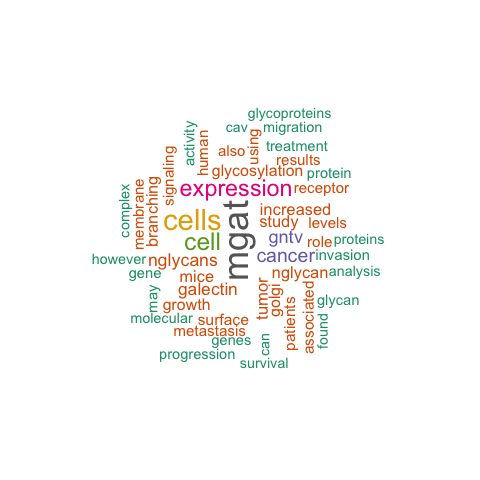 glycoproteins
cav
migration
activity
human
also
using
treatment
results
signaling
glycosylation
protein
expression
receptor
complex
membrane
branching
cells
mgat
increased
study
levels
cell
gntv
role
proteins
however
nglycans
cancer
invasion
gene
mice
nglycan
analysis
may
galectin
tumor
golgi
growth
patients
associated
glycan
molecular
surface
found
metastasis
genes
can
progression
survival